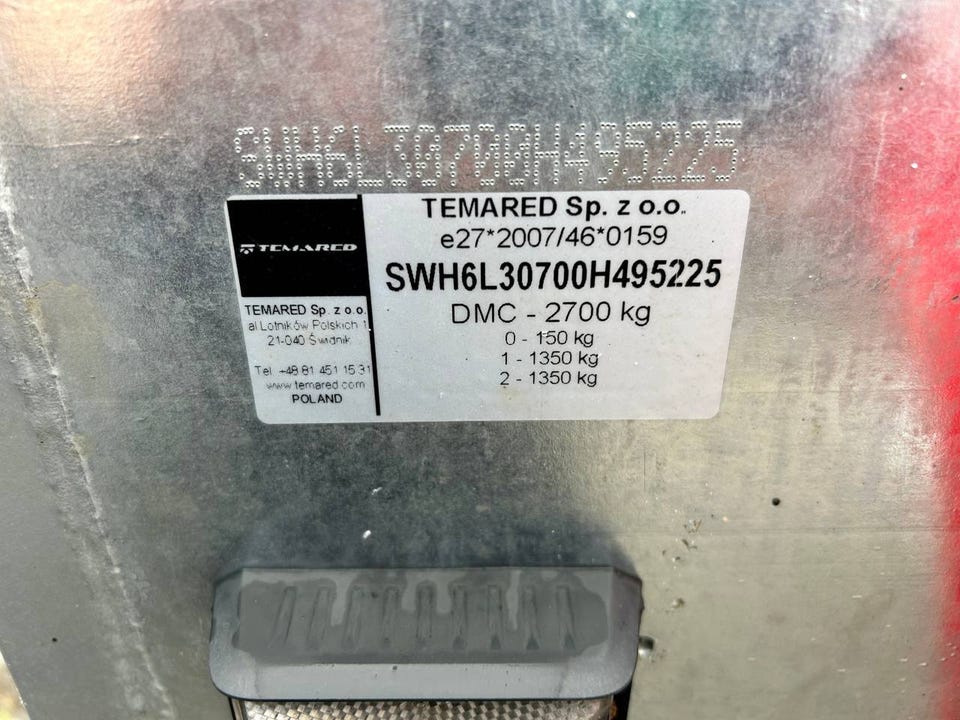 SWH6L30700H495225
TEMARED
TEMARED Sp. z o.o.
al Lotników Polskich 1
21-040 Świdnik
Tel. +48 81 451 15 31
www.temared.com
POLAND
TEMARED Sp. z o.o.
e27*2007/46*0159
SWH6L30700H495225
DMC - 2700 kg
0 - 150 kg
1 - 1350 kg
2 - 1350 kg